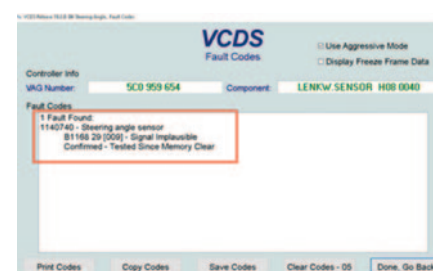 VCDS
Fault Codes
Use Aggressive Mode
Display Freeze Frame Data
Controller Info
VAG Number: 5C0 959 654 Component: LENKW.SENSOR H08 0040
Fault Codes
1 Fault Found:
1140740 - Steering angle sensor
B1168 29 [009] - Signal Implausible
Confirmed - Tested Since Memory Clear
Print Codes Copy Codes Save Codes Clear Codes - 05 Done, Go Back